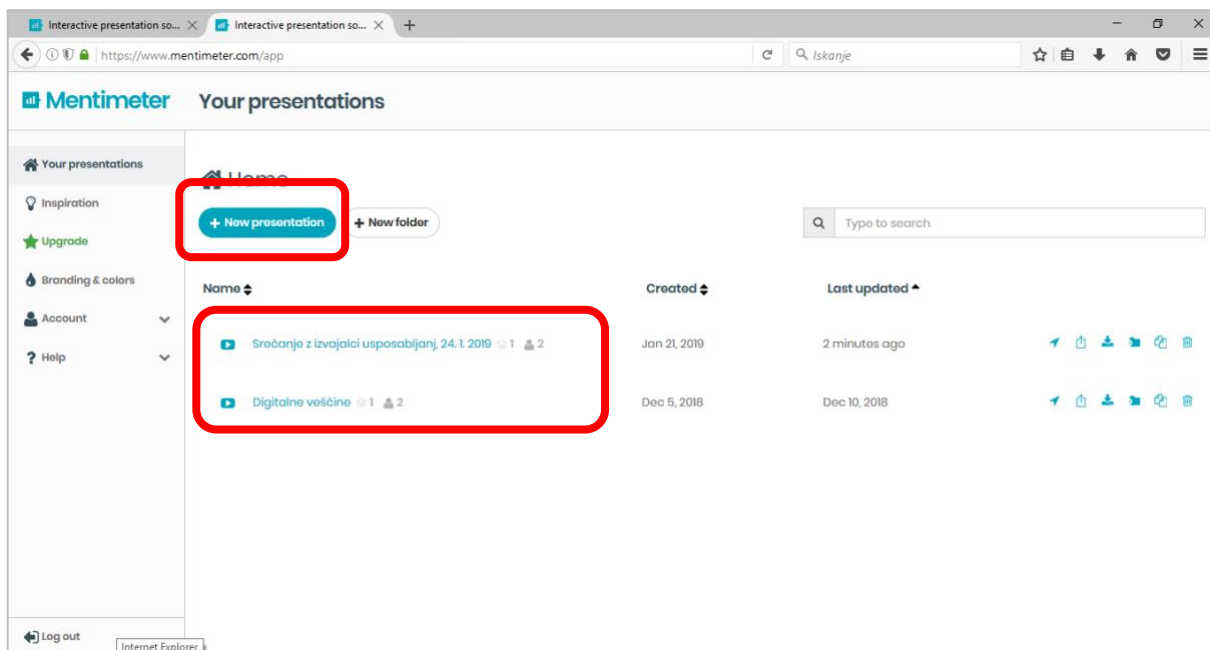 Interactive presentation so...
Interactive presentation so...
https://www.mentimeter.com/app
Iskanje
Mentimeter
Your presentations
Your presentations
Home
Inspiration
+ New presentation
+ New folder
Type to search
Upgrade
Branding & colors
Name
Created
Last updated
Account
Srečanje z izvajalci usposabljanj, 24. 1. 2019 1 2
Jan 21, 2019
2 minutes ago
? Help
Digitalne veščine 1 2
Dec 5, 2018
Dec 10, 2018
Log out
Internet Explorer